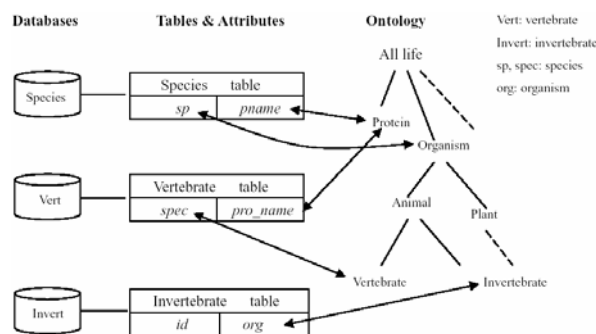 Databases Tables & Attributes Ontology
Vert: vertebrate
Invert: invertebrate
sp, spec: species
org: organism
All life
Species
Species table
sp pname
Protein
Organism
Vert
Vertebrate table
spec pro_name
Animal
Plant
Vertebrate
Invertebrate
Invert
Invertebrate table
id org